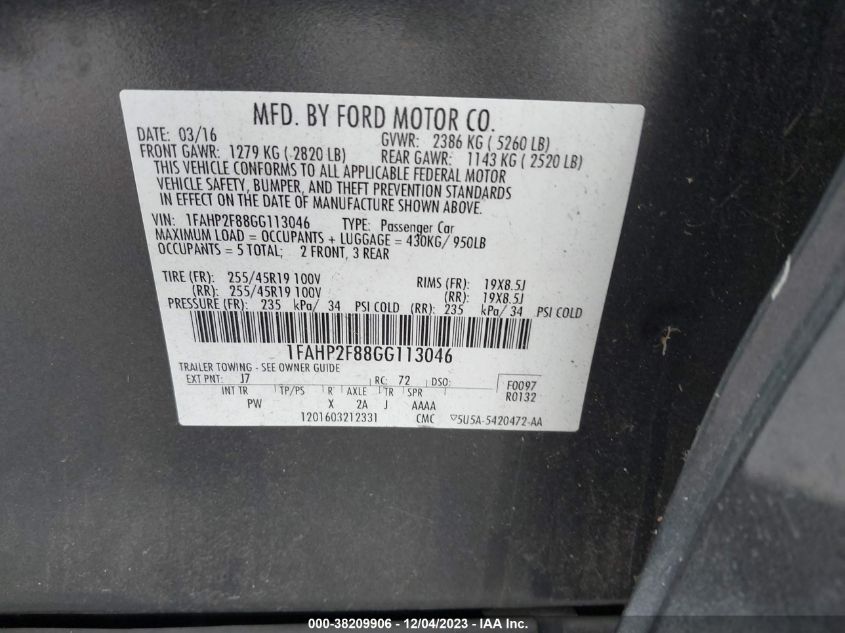 MFD. BY FORD MOTOR CO.
DATE: 03/16 GVWR: 2386 KG ( 5260 LB)
FRONT GAWR: 1279 KG ( 2820 LB) REAR GAWR: 1143 KG ( 2520 LB)
THIS VEHICLE CONFORMS TO ALL APPLICABLE FEDERAL MOTOR
VEHICLE SAFETY, BUMPER, AND THEFT PREVENTION STANDARDS
IN EFFECT ON THE DATE OF MANUFACTURE SHOWN ABOVE.
VIN: 1FAHP2F88GG113046 TYPE: Passenger Car
MAXIMUM LOAD = OCCUPANTS + LUGGAGE = 430KG/ 950LB
OCCUPANTS = 5 TOTAL; 2 FRONT, 3 REAR
TIRE (FR): 255/45R19 100V RIMS (FR): 19X8.5J
(RR): 255/45R19 100V (RR): 19X8.5J
PRESSURE (FR): 235 kPa/ 34 PSI COLD (RR): 235 kPa/ 34 PSI COLD
1FAHP2F88GG113046
TRAILER TOWING - SEE OWNER GUIDE
EXT PNT: J7 RC: 72 DSO: F0097
INT TR TP/PS R AXLE TR SPR R0132
PW X 2A J AAAA
1201603212331 CMC 5U5A-5420472-AA
000-38209906 - 12/04/2023 - IAAI.COM